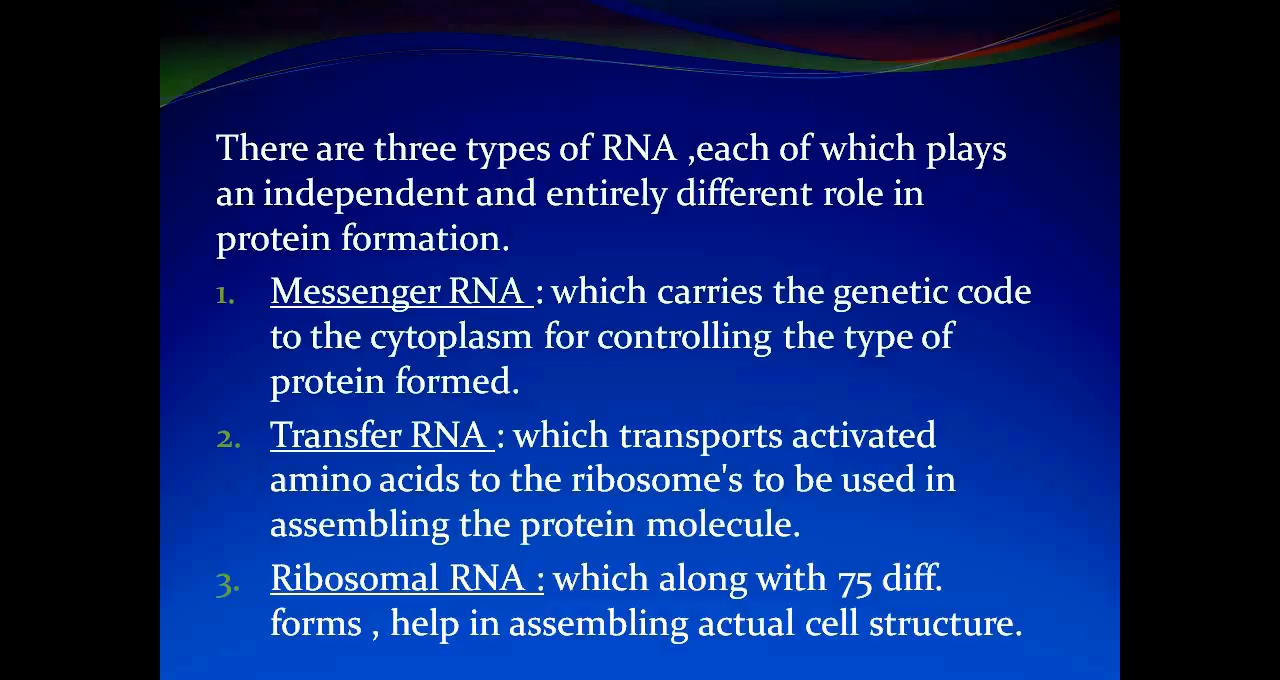 There are three types of RNA ,each of which plays
an independent and entirely different role in
protein formation.
1. Messenger RNA : which carries the genetic code
to the cytoplasm for controlling the type of
protein formed.
2. Transfer RNA : which transports activated
amino acids to the ribosome's to be used in
assembling the protein molecule.
3. Ribosomal RNA : which along with 75 diff.
forms , help in assembling actual cell structure.